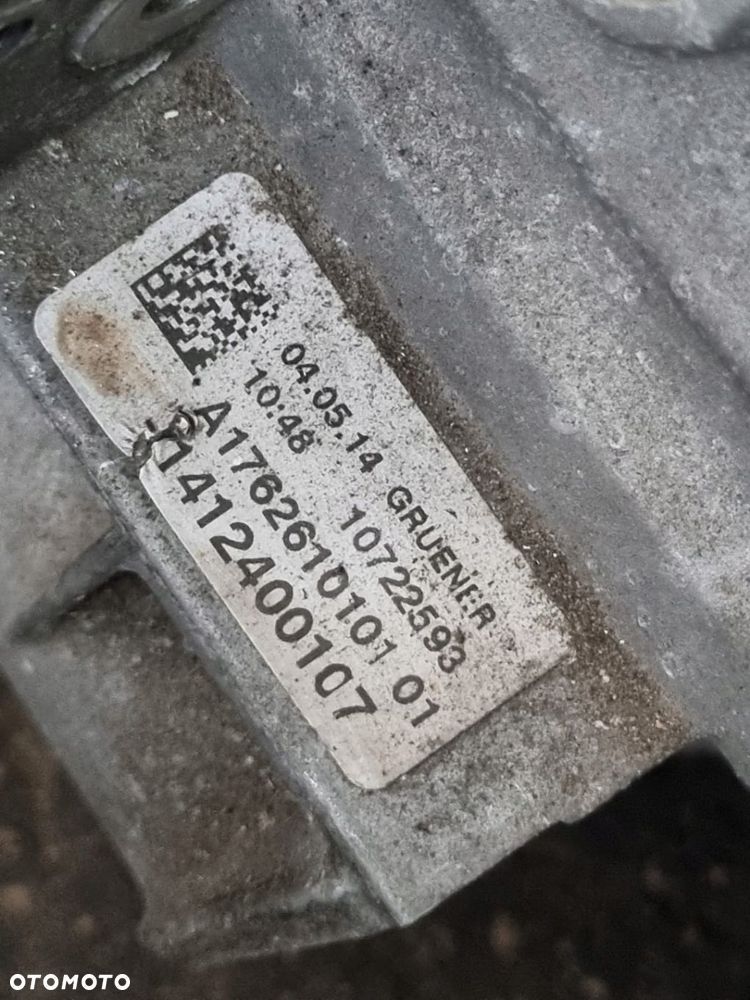 04.05.14 GRUENER
10:48 10722593
A1762610101 01
1412400107
OTOMOTO